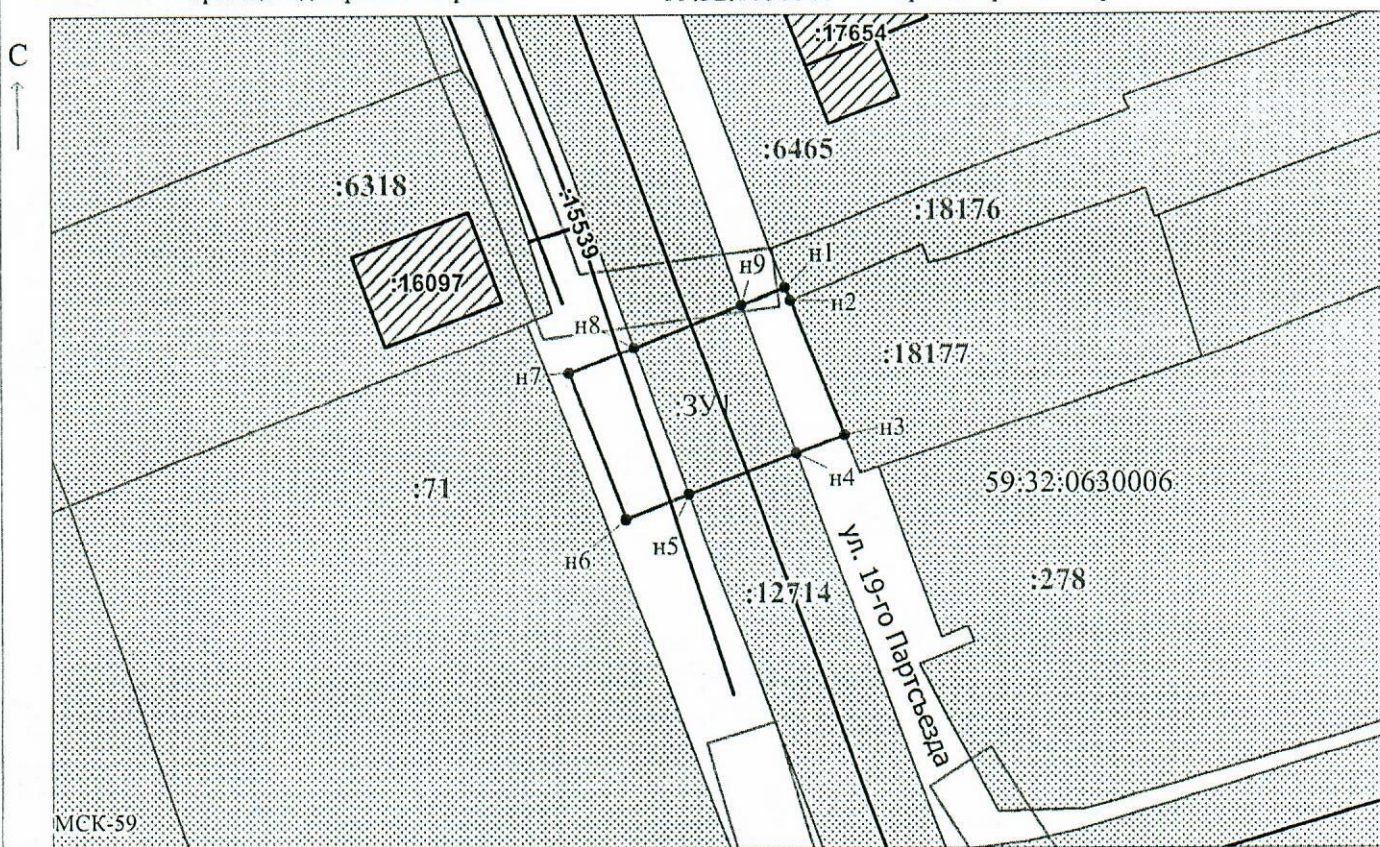 С
:17654
:6465
:6318
:15539
:18176
:16097
н9
н1
н2
н8
:18177
н7
:ЗУ1
н3
:71
н4
59:32:0630006
н5
н6
:278
:12714
ул. 19-го Партсъезда
МСК-59